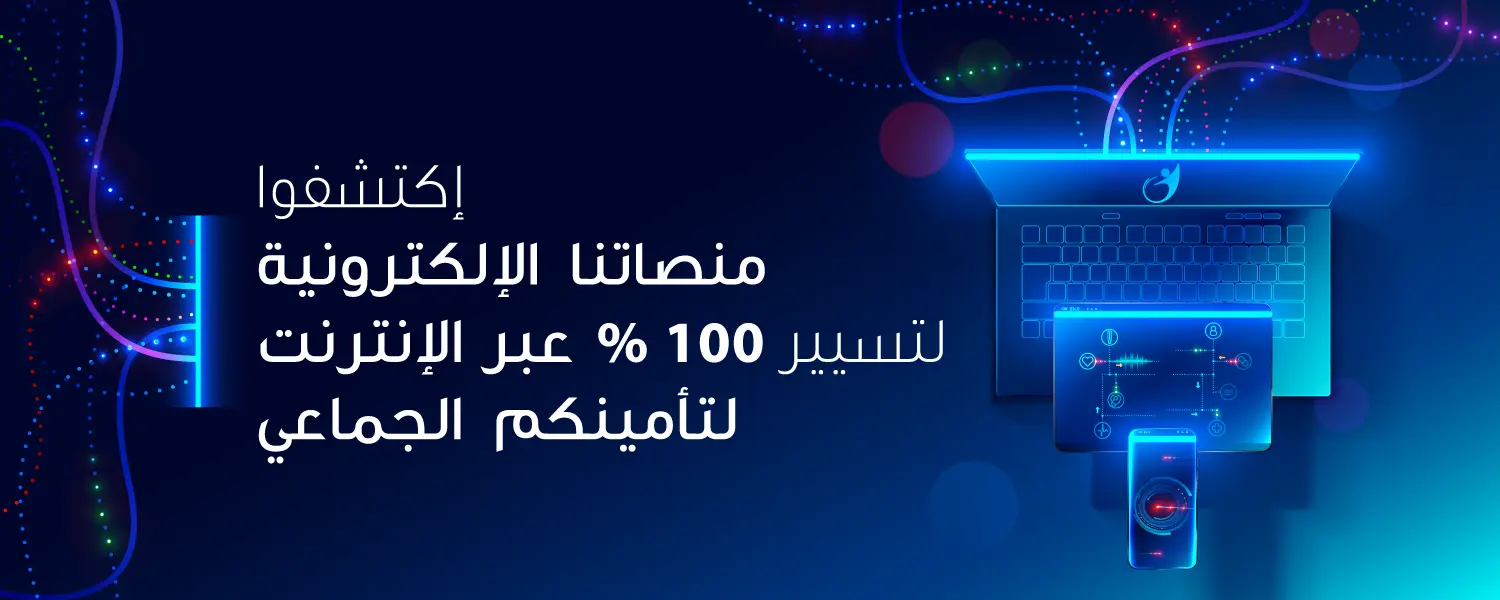 إكتشفوا
منصاتنا الإلكترونية
لتسيير 100 % عبر الإنترنت
لتأمينكم الجماعي